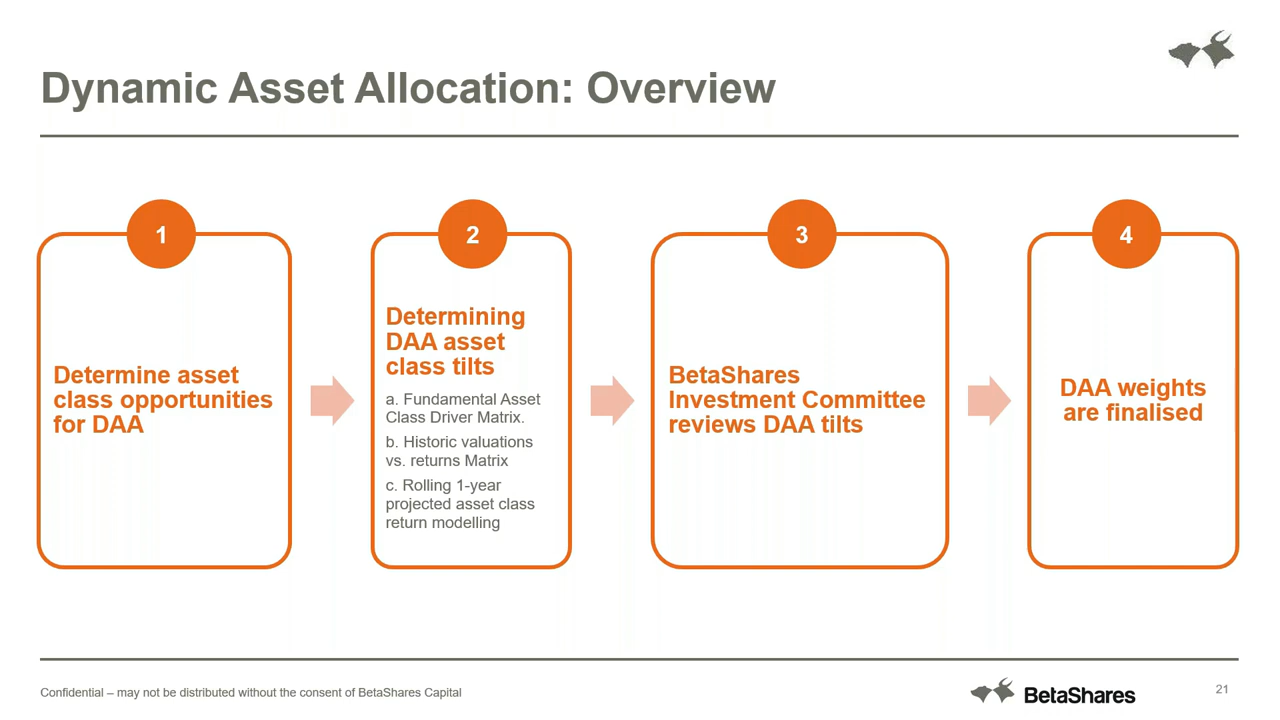 Dynamic Asset Allocation: Overview
1
Determine asset
class opportunities
for DAA
2
Determining
DAA asset
class tilts
a. Fundamental Asset
Class Driver Matrix.
b. Historic valuations
vs. returns Matrix
c. Rolling 1-year
projected asset class
return modelling
3
BetaShares
Investment Committee
reviews DAA tilts
4
DAA weights
are finalised
Confidential – may not be distributed without the consent of BetaShares Capital
BetaShares
21